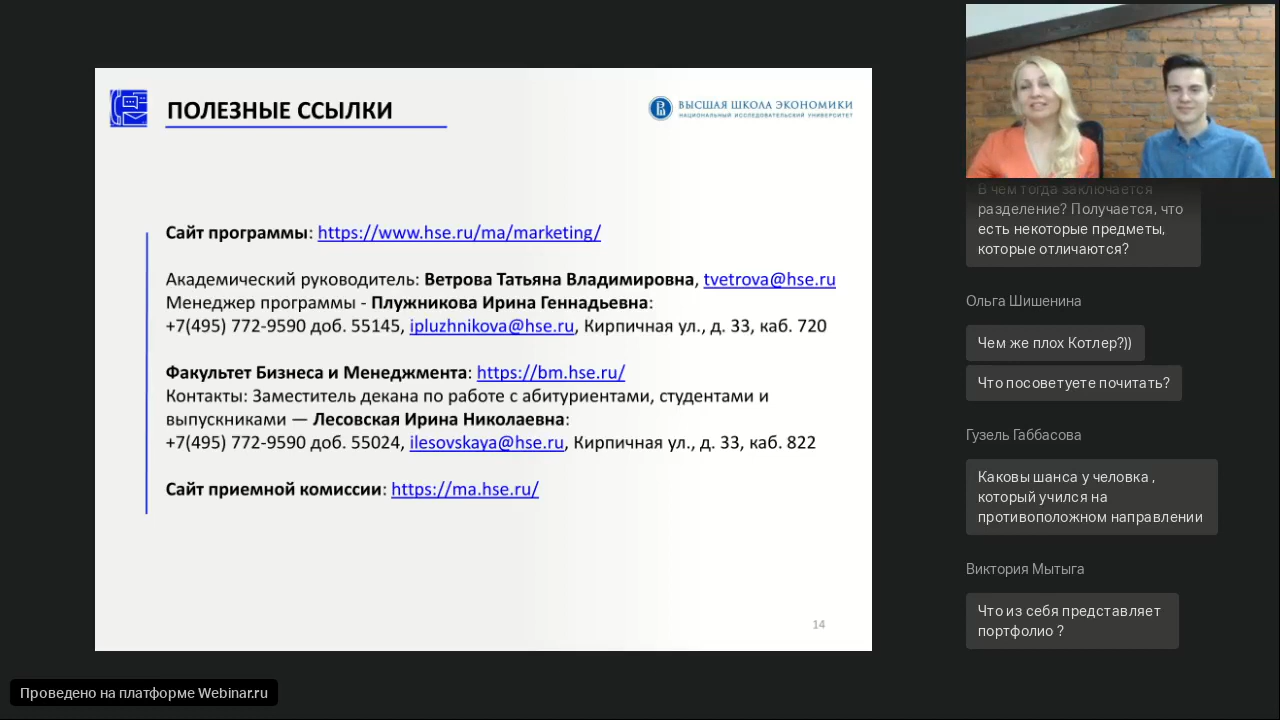 ПОЛЕЗНЫЕ ССЫЛКИ
ВЫСШАЯ ШКОЛА ЭКОНОМИКИ
НАЦИОНАЛЬНЫЙ ИССЛЕДОВАТЕЛЬСКИЙ УНИВЕРСИТЕТ
Сайт программы: https://www.hse.ru/ma/marketing/
Академический руководитель: Ветрова Татьяна Владимировна, tvetrova@hse.ru
Менеджер программы - Плужникова Ирина Геннадьевна:
+7(495) 772-9590 доб. 55145, ipluzhnikova@hse.ru, Кирпичная ул., д. 33, каб. 720
Факультет Бизнеса и Менеджмента: https://bm.hse.ru/
Контакты: Заместитель декана по работе с абитуриентами, студентами и
выпускниками — Лесовская Ирина Николаевна:
+7(495) 772-9590 доб. 55024, ilesovskaya@hse.ru, Кирпичная ул., д. 33, каб. 822
Сайт приемной комиссии: https://ma.hse.ru/
14
Проведено на платформе Webinar.ru
В чем тогда заключается
разделение? Получается, что
есть некоторые предметы,
которые отличаются?
Ольга Шишенина
Чем же плох Котлер?))
Что посоветуете почитать?
Гузель Габбасова
Каковы шанса у человка ,
который учился на
противоположном направлении
Виктория Мытыга
Что из себя представляет
портфолио ?